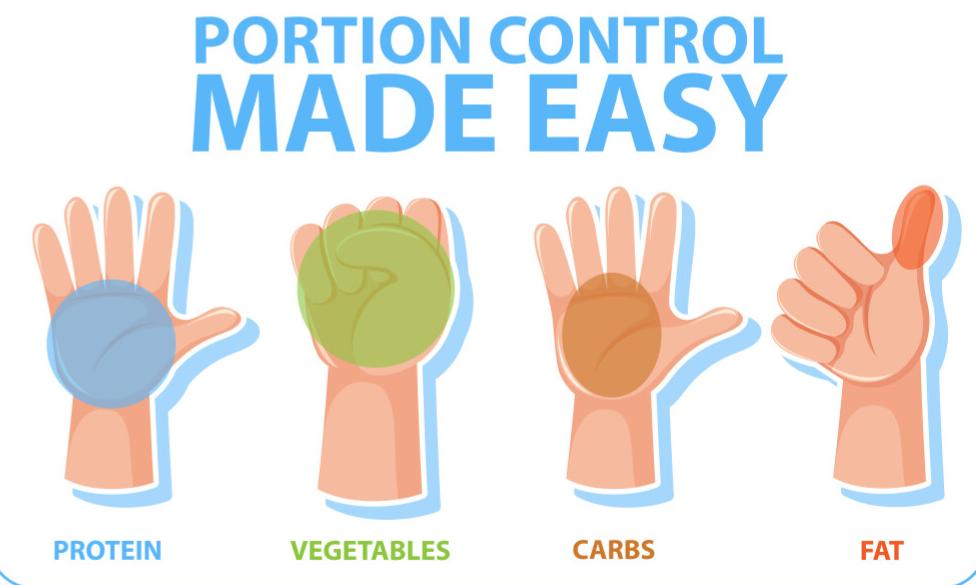 PORTION CONTROL
MADE EASY
PROTEIN
VEGETABLES
CARBS
FAT